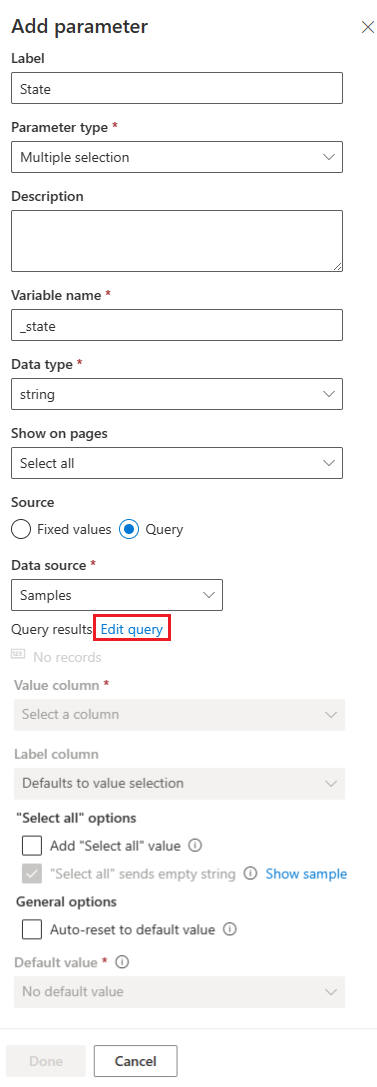 Add parameter
Label
State
Parameter type *
Multiple selection
Description
Variable name *
_state
Data type *
string
Show on pages
Select all
Source
Fixed values Query
Data source *
Samples
Query results Edit query
No records
Value column *
Select a column
Label column
Defaults to value selection
"Select all" options
Add "Select all" value
"Select all" sends empty string Show sample
General options
Auto-reset to default value
Default value *
No default value
Done Cancel